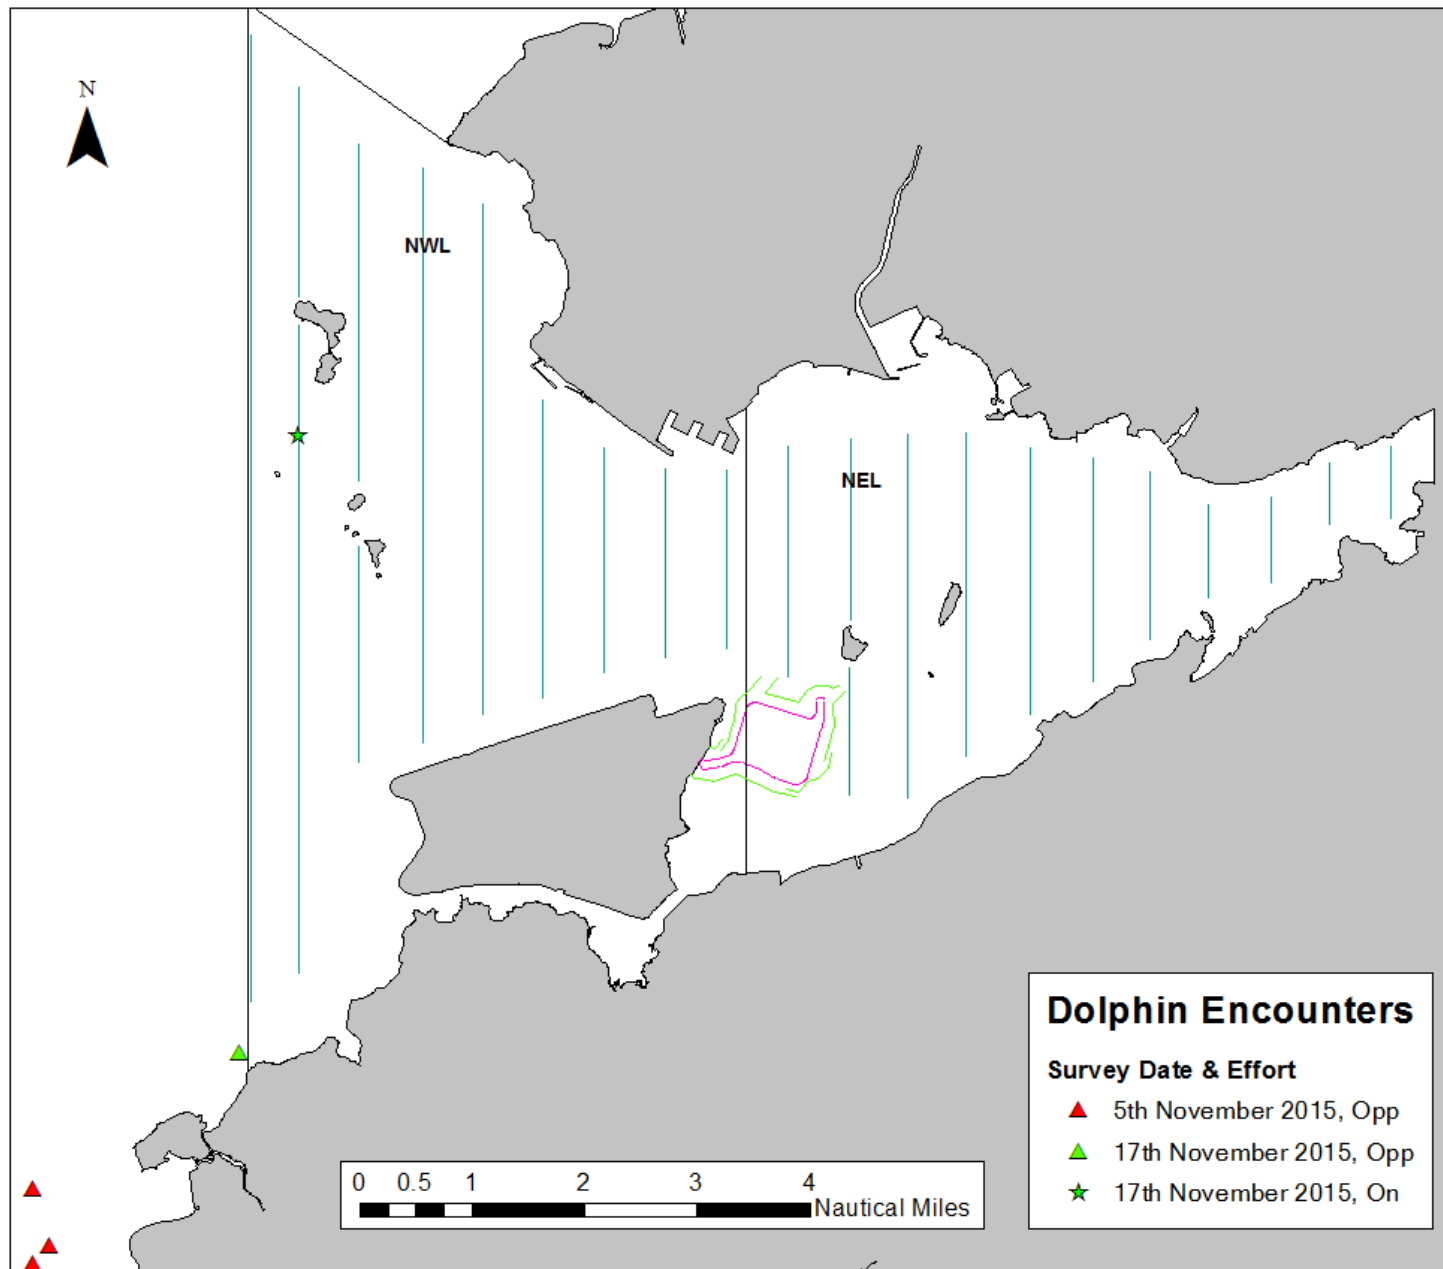 N
NWL
NEL
Dolphin Encounters
Survey Date & Effort
5th November 2015, Opp
17th November 2015, Opp
17th November 2015, On
0 0.5 1 2 3 4
Nautical Miles